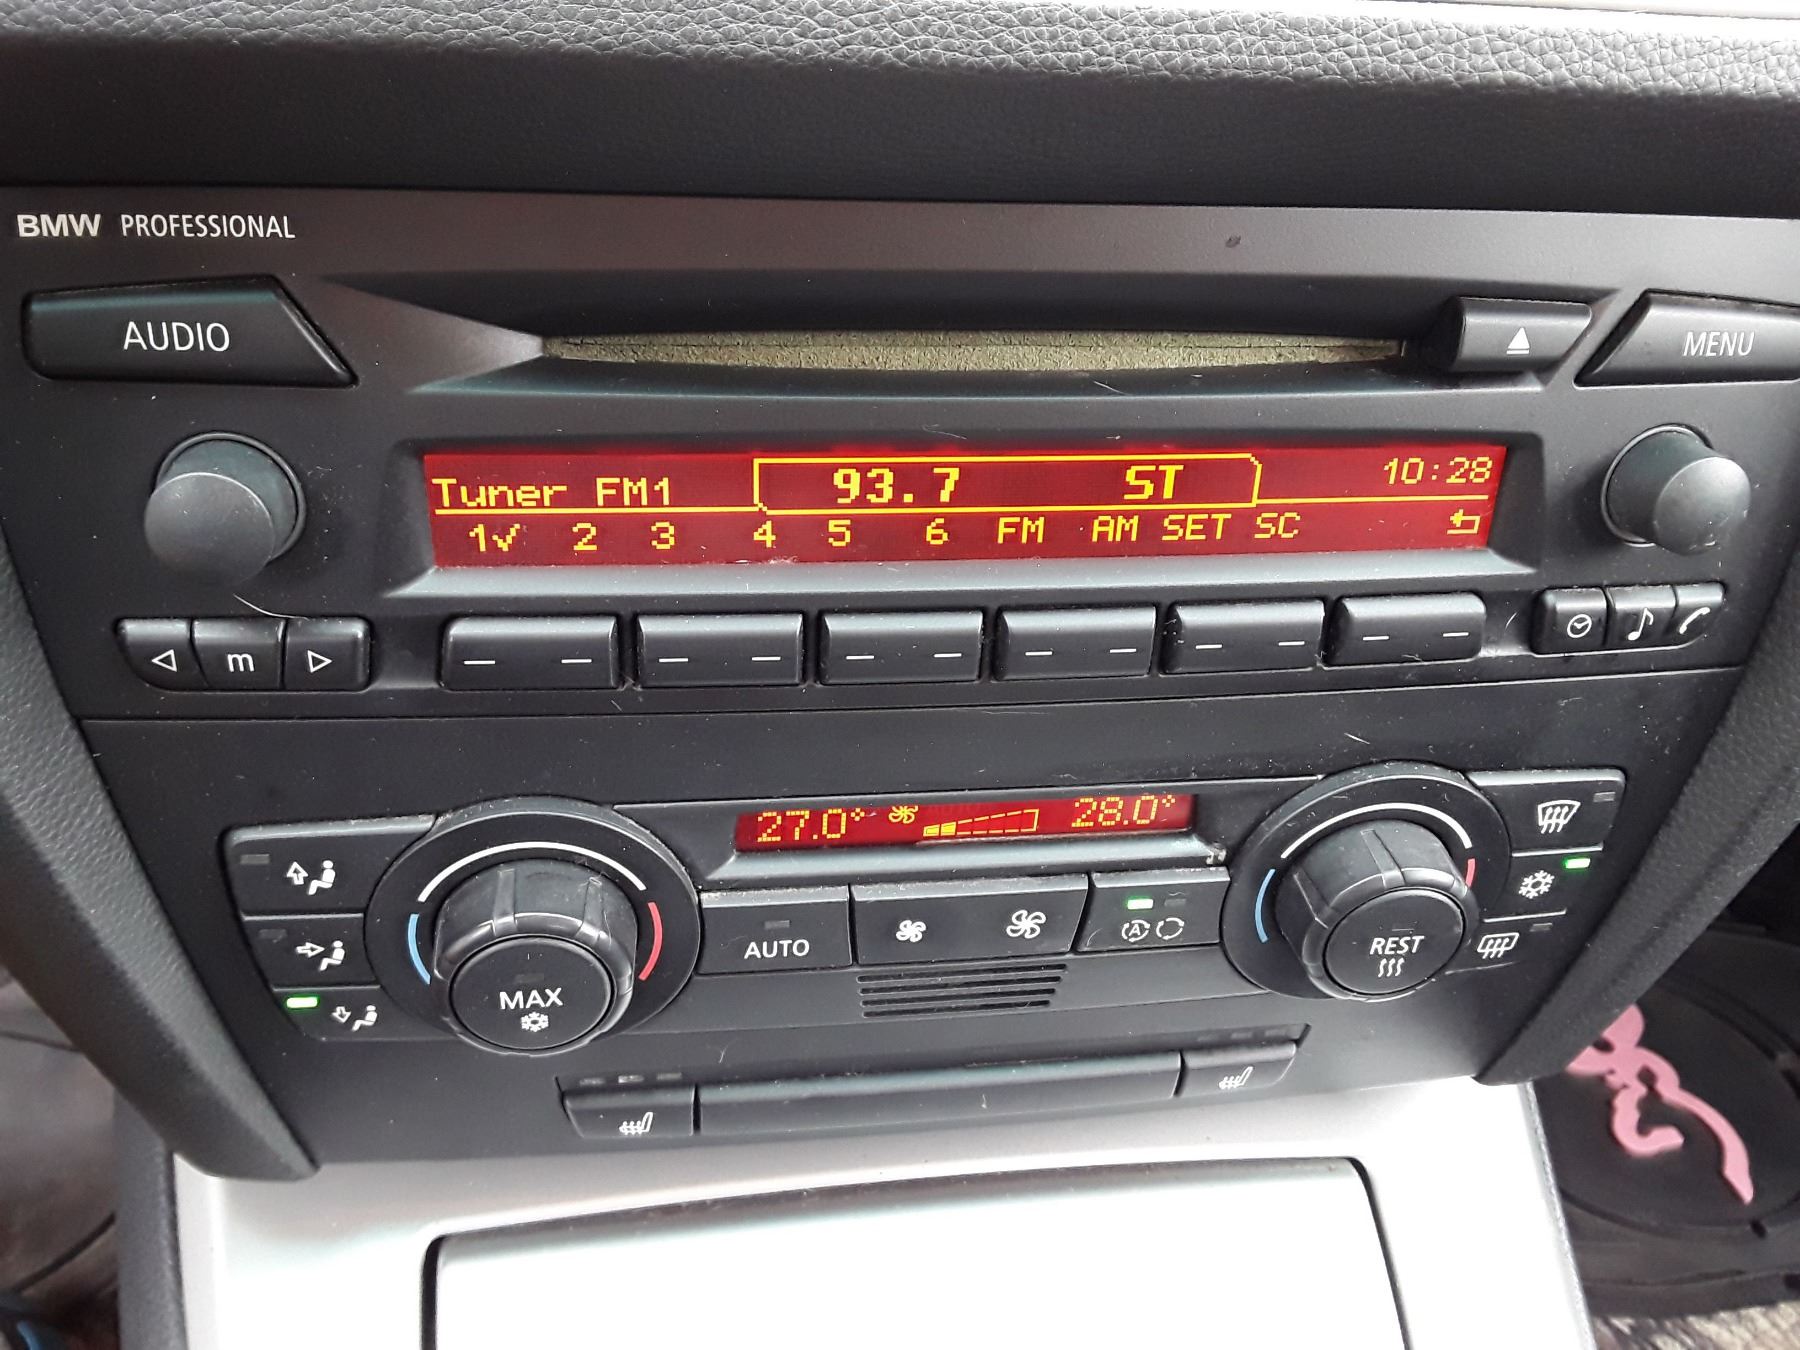 BMW PROFESSIONAL
AUDIO
MENU
Tuner FM1 93.7 ST 10:28
1✓ 2 3 4 5 6 FM AM SET SC
m
27.0° 28.0°
AUTO
A
MAX
REST